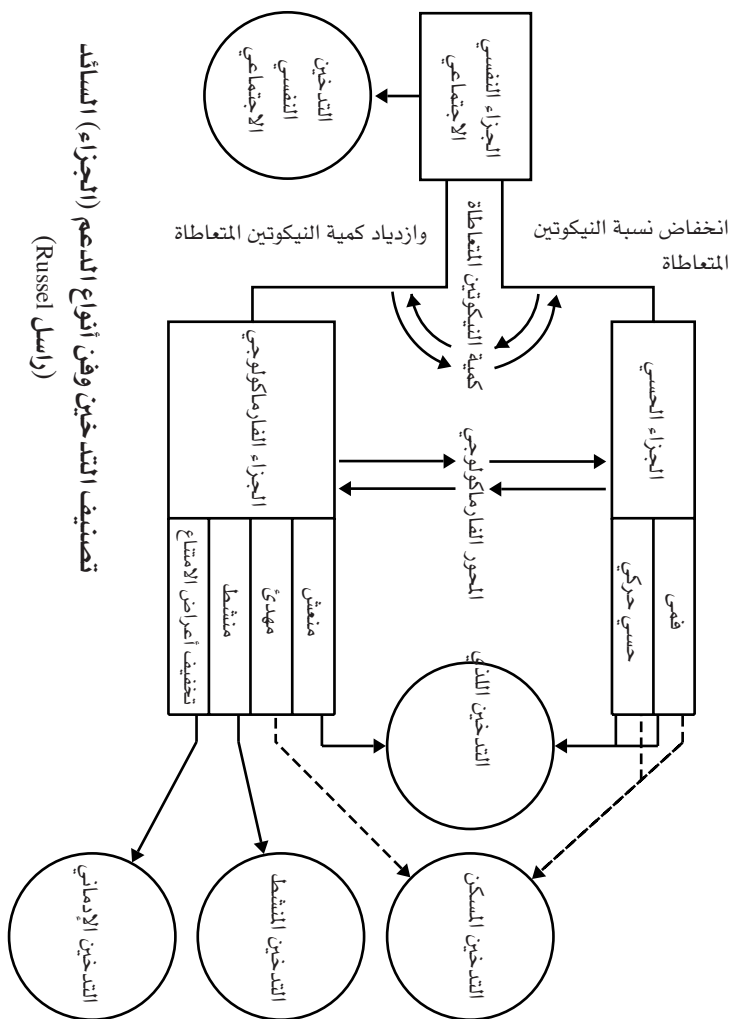 تصنيف التدخين وفن أنواع الدعم (الجزاء) السائد
(راسل Russel)
الجزاء النفسي
الاجتماعي
التدخين
النفسي
الاجتماعي
انخفاض نسبة النيكوتين
المتعاطاة
وازدياد كمية النيكوتين المتعاطاة
كمية النيكوتين المتعاطاة
المحور الفارماكولوجي
الجزاء الحسي
فمى
حسي حركي
الجزاء الفارماكولوجي
منعش
مهدئ
منشط
تخفيف أعراض الامتناع
التدخين اللذي
التدخين المسكن
التدخين المنشط
التدخين الإدماني